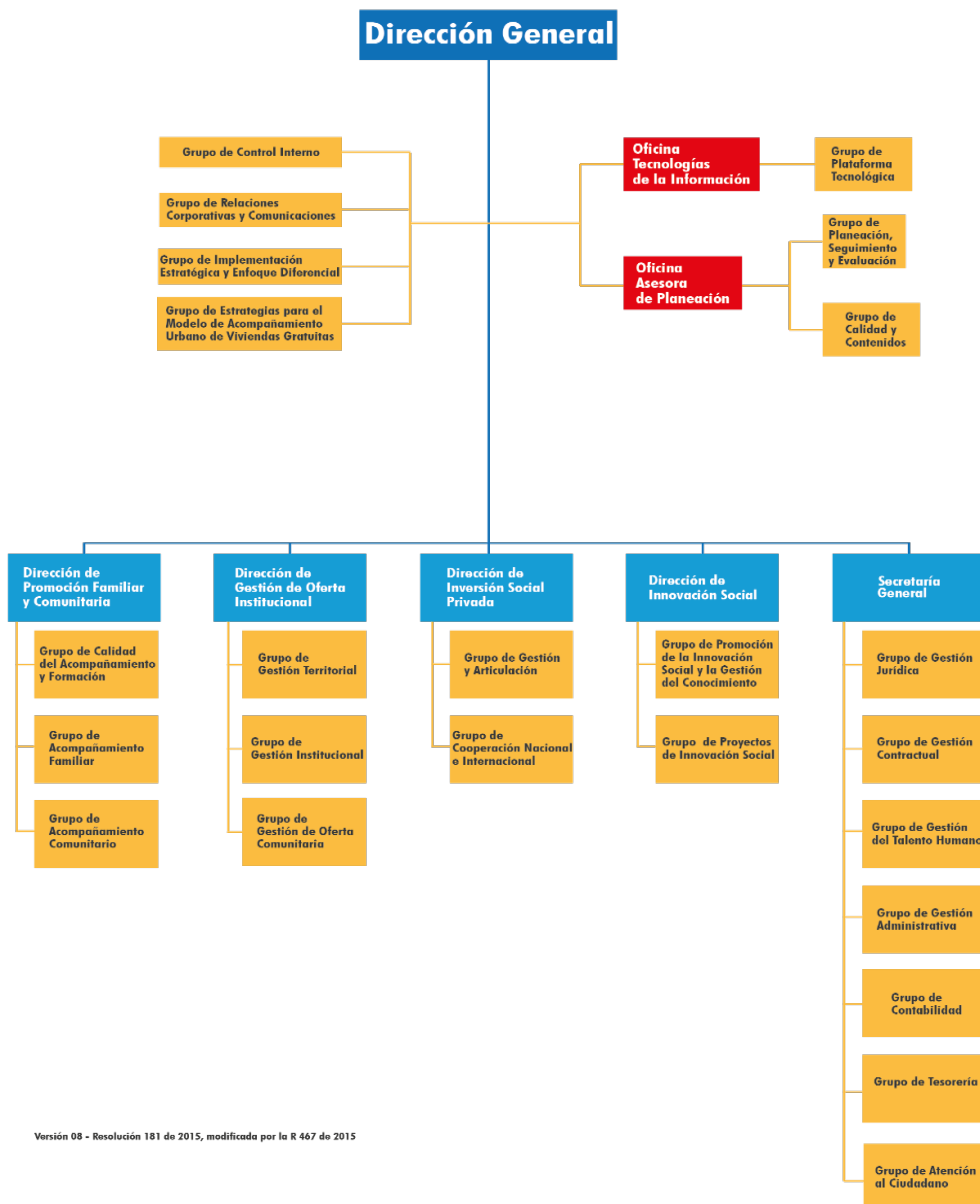 Dirección General
Grupo de Control Interno
Grupo de Relaciones
Corporativas y Comunicaciones
Grupo de Implementación
Estratégica y Enfoque Diferencial
Grupo de Estrategias para el
Modelo de Acompañamiento
Urbano de Viviendas Gratuitas
Oficina
Tecnologías
de la Información
Grupo de
Plataforma
Tecnológica
Oficina
Asesora
de Planeación
Grupo de
Planeación,
Seguimiento
y Evaluación
Grupo de
Calidad y
Contenidos
Dirección de
Promoción Familiar
y Comunitaria
Grupo de Calidad
del Acompañamiento
y Formación
Grupo de
Acompañamiento
Familiar
Grupo de
Acompañamiento
Comunitario
Dirección de
Gestión de Oferta
Institucional
Grupo de
Gestión Territorial
Grupo de
Gestión Institucional
Grupo de
Gestión de Oferta
Comunitaria
Dirección de
Inversión Social
Privada
Grupo de Gestión
y Articulación
Grupo de
Cooperación Nacional
e Internacional
Dirección de
Innovación Social
Grupo de Promoción
de la Innovación
Social y la Gestión
del Conocimiento
Grupo de Proyectos
de Innovación Social
Secretaría
General
Grupo de Gestión
Jurídica
Grupo de Gestión
Contractual
Grupo de Gestión
del Talento Humano
Grupo de Gestión
Administrativa
Grupo de
Contabilidad
Grupo de Tesorería
Grupo de Atención
al Ciudadano
Versión 08 - Resolución 181 de 2015, modificada por la R 467 de 2015